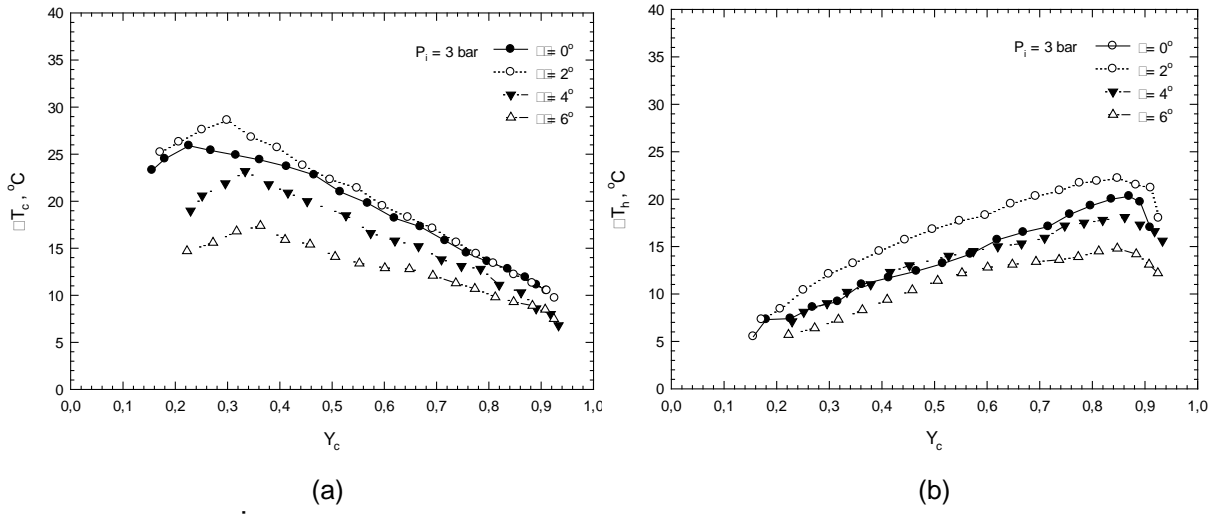 40
35
30
25
20
15
10
5
0
□T_c, °C
P_i = 3 bar
□□= 0°
□□= 2°
□□= 4°
□□= 6°
0,0 0,1 0,2 0,3 0,4 0,5 0,6 0,7 0,8 0,9 1,0
Y_c
(a)
40
35
30
25
20
15
10
5
0
□T_h, °C
P_i = 3 bar
□= 0°
□= 2°
□= 4°
□= 6°
0,0 0,1 0,2 0,3 0,4 0,5 0,6 0,7 0,8 0,9 1,0
Y_c
(b)